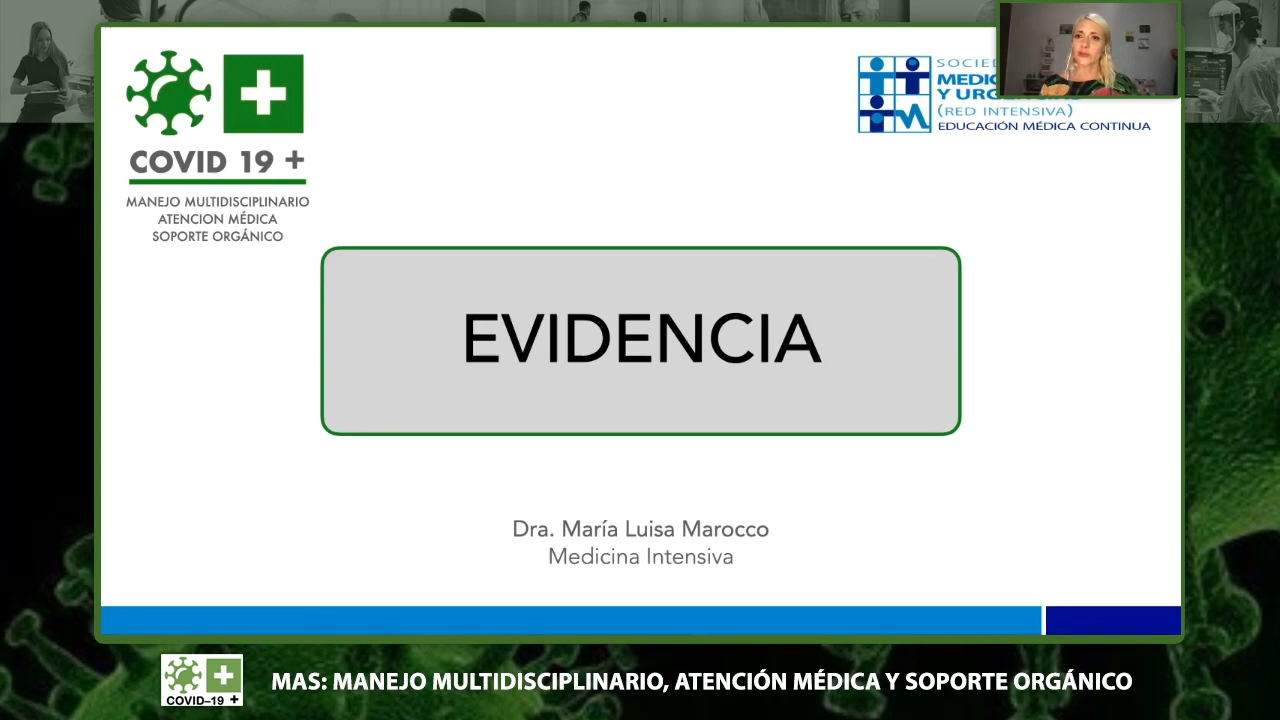 COVID 19 +
MANEJO MULTIDISCIPLINARIO
ATENCION MÉDICA
SOPORTE ORGÁNICO
Y
(RED INTENSIVA)
EDUCACIÓN MÉDICA CONTINUA
EVIDENCIA
Dra. María Luisa Marocco
Medicina Intensiva
COVID–19 +
MAS: MANEJO MULTIDISCIPLINARIO, ATENCIÓN MÉDICA Y SOPORTE ORGÁNICO